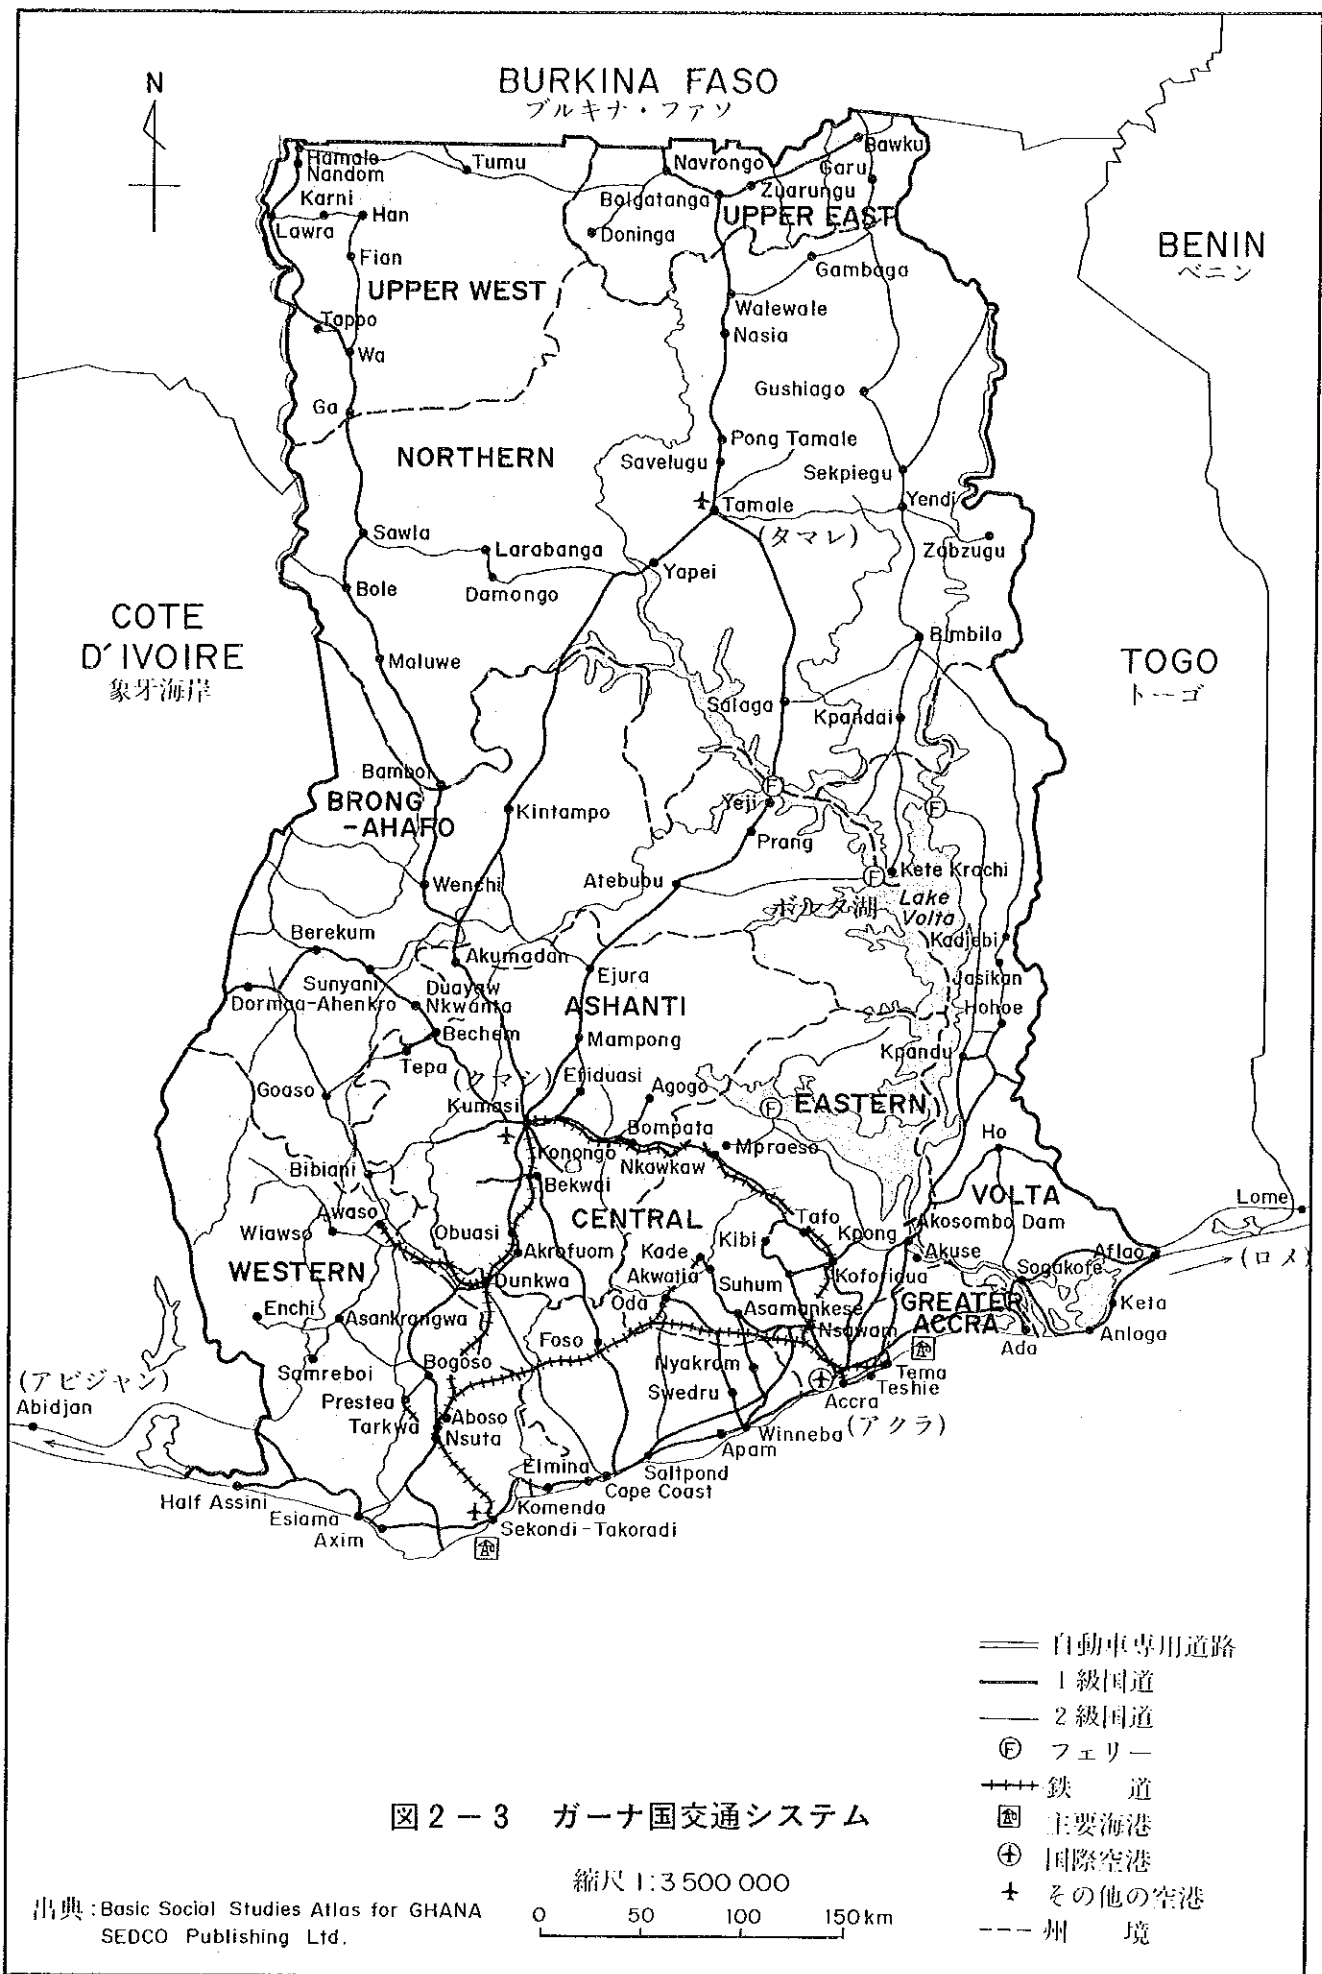 N
BURKINA FASO
ブルキナ・ファソ
Hamale
Nandom
Tumu
Navrongo
Bawku
Garu
Karni
Han
Lawra
Bolgatanga
Zuarungu
UPPER EAST
Doninga
BENIN
ベニン
Fian
Gambaga
UPPER WEST
Walewale
Tappo
Nasia
Wa
Gushiago
Ga
NORTHERN
Pong Tamale
Savelugu
Sekpiegu
Tamale
(タマレ)
Yendi
Sawla
Larabanga
Zabzugu
Yapei
Bole
Damongo
COTE
D'IVOIRE
象牙海岸
Bimbila
Maluwe
TOGO
トーゴ
Salaga
Kpandai
Bamboi
BRONG
-AHAFO
F
Yeji
F
Kintampo
Prang
Wenchi
Atebubu
F
Kete Krachi
ボルタ湖
Lake
Volta
Berekum
Kadjebi
Akumadan
Ejura
Sunyani
Jasikan
Dormaa-Ahenkro
Duayaw
Nkwanta
ASHANTI
Hohoe
Bechem
Mampong
Kpandu
Tepa
(クマシ)
Efiduasi
Agogo
Goaso
Kumasi
F
EASTERN
Bompata
Konongo
Mpraeso
Ho
Nkawkaw
Bibiani
Bekwai
VOLTA
Lome
(ロメ)
Awaso
CENTRAL
Tafo
Akosombo Dam
Wiawso
Obuasi
Kibi
Kpong
Aflao
Akrofuom
Kade
Akuse
WESTERN
Akwatia
Suhum
Koforidua
Sogakofe
Dunkwa
Oda
GREATER
ACCRA
Keta
Enchi
Asankrangwa
Asamankese
Foso
Nsawam
Ada
Anloga
Samreboi
Bogoso
Nyakrom
Tema
Teshie
(アビジャン)
Abidjan
Prestea
Swedru
Accra
(アクラ)
Aboso
Tarkwa
Nsuta
Winneba
Apam
Elmina
Saltpond
Half Assini
Komenda
Cape Coast
Esiama
Axim
Sekondi-Takoradi
自動車専用道路
1級国道
2級国道
F フェリー
鉄 道
主要海港
国際空港
その他の空港
州 境
図2-3 ガーナ国交通システム
縮尺 1:3 500 000
0 50 100 150km
出典:Basic Social Studies Atlas for GHANA
SEDCO Publishing Ltd.